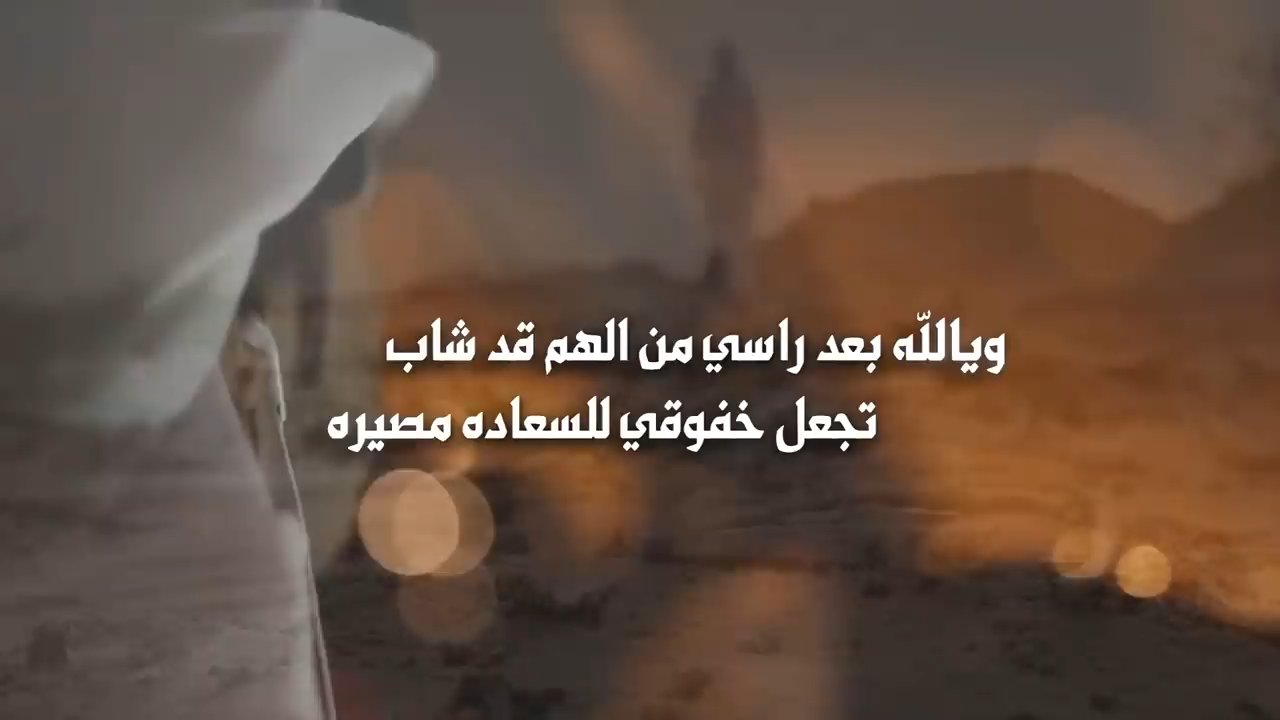 ويالله بعد راسي من الهم قد شاب
تجعل خفوقي للسعاده مصيره